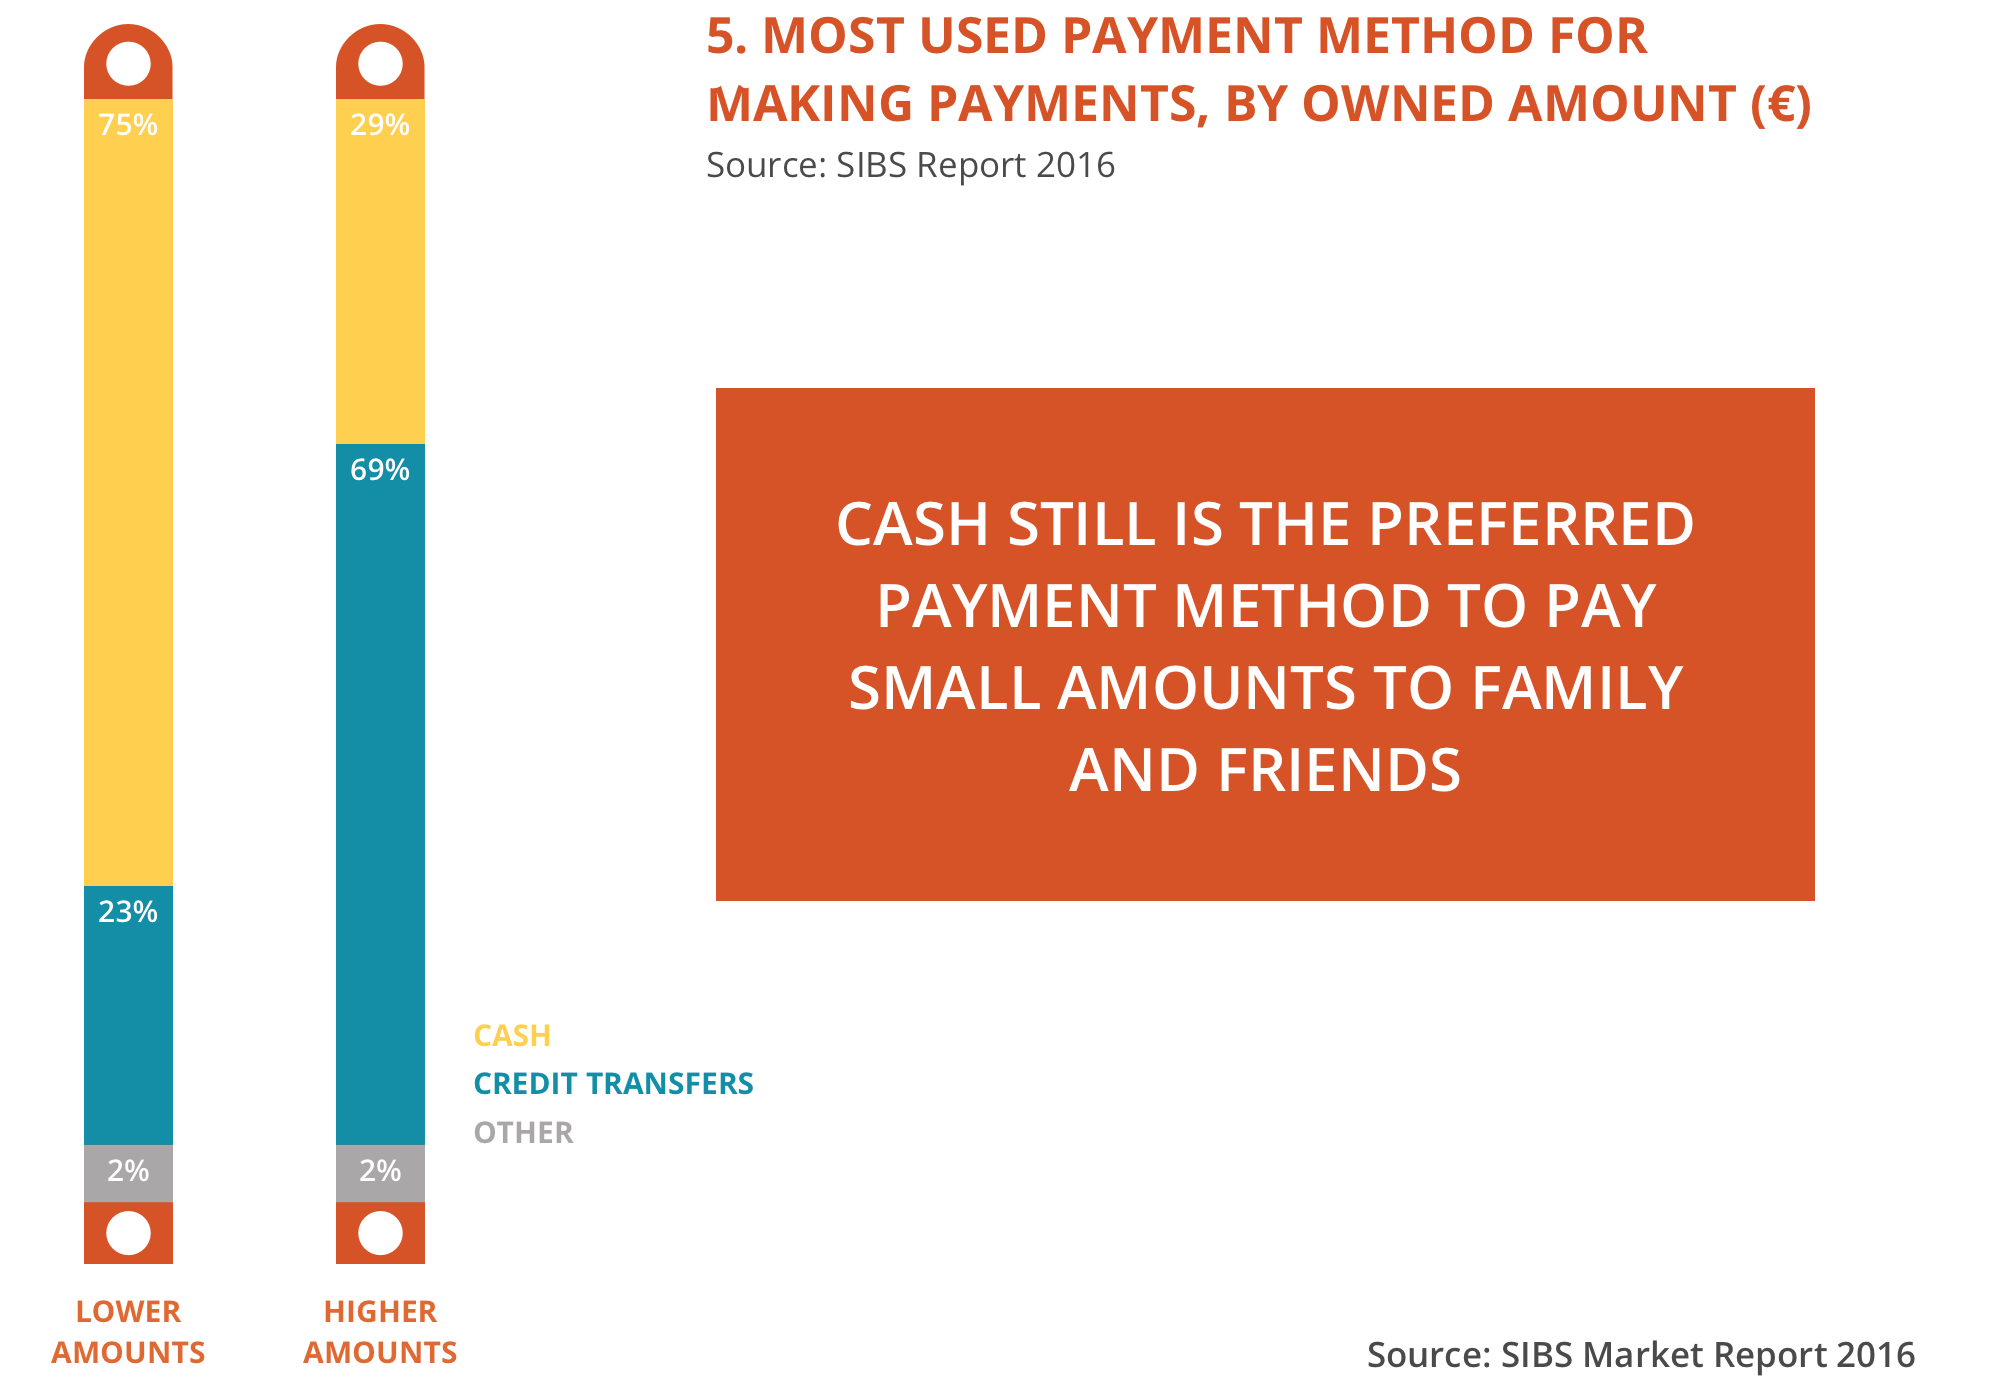 5. MOST USED PAYMENT METHOD FOR
MAKING PAYMENTS, BY OWNED AMOUNT (€)
Source: SIBS Report 2016
75%
23%
2%
LOWER
AMOUNTS
29%
69%
2%
HIGHER
AMOUNTS
CASH
CREDIT TRANSFERS
OTHER
CASH STILL IS THE PREFERRED
PAYMENT METHOD TO PAY
SMALL AMOUNTS TO FAMILY
AND FRIENDS
Source: SIBS Market Report 2016